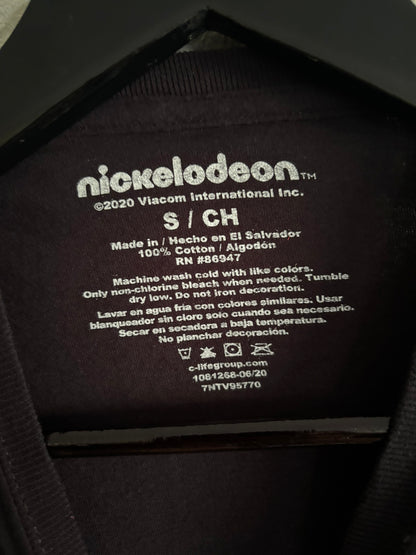 nickelodeon™
©2020 Viacom International Inc.
S / CH
Made in / Hecho en El Salvador
100% Cotton / Algodón
RN #86947
Machine wash cold with like colors.
Only non-chlorine bleach when needed. Tumble
dry low. Do not iron decoration.
Lavar en agua fria con colores similares. Usar
blanqueador sin cloro solo cuando sea necesario.
Secar en secadora a baja temperatura.
No planchar decoración.
c-lifegroup.com
1061268-06/20
7NTV95770